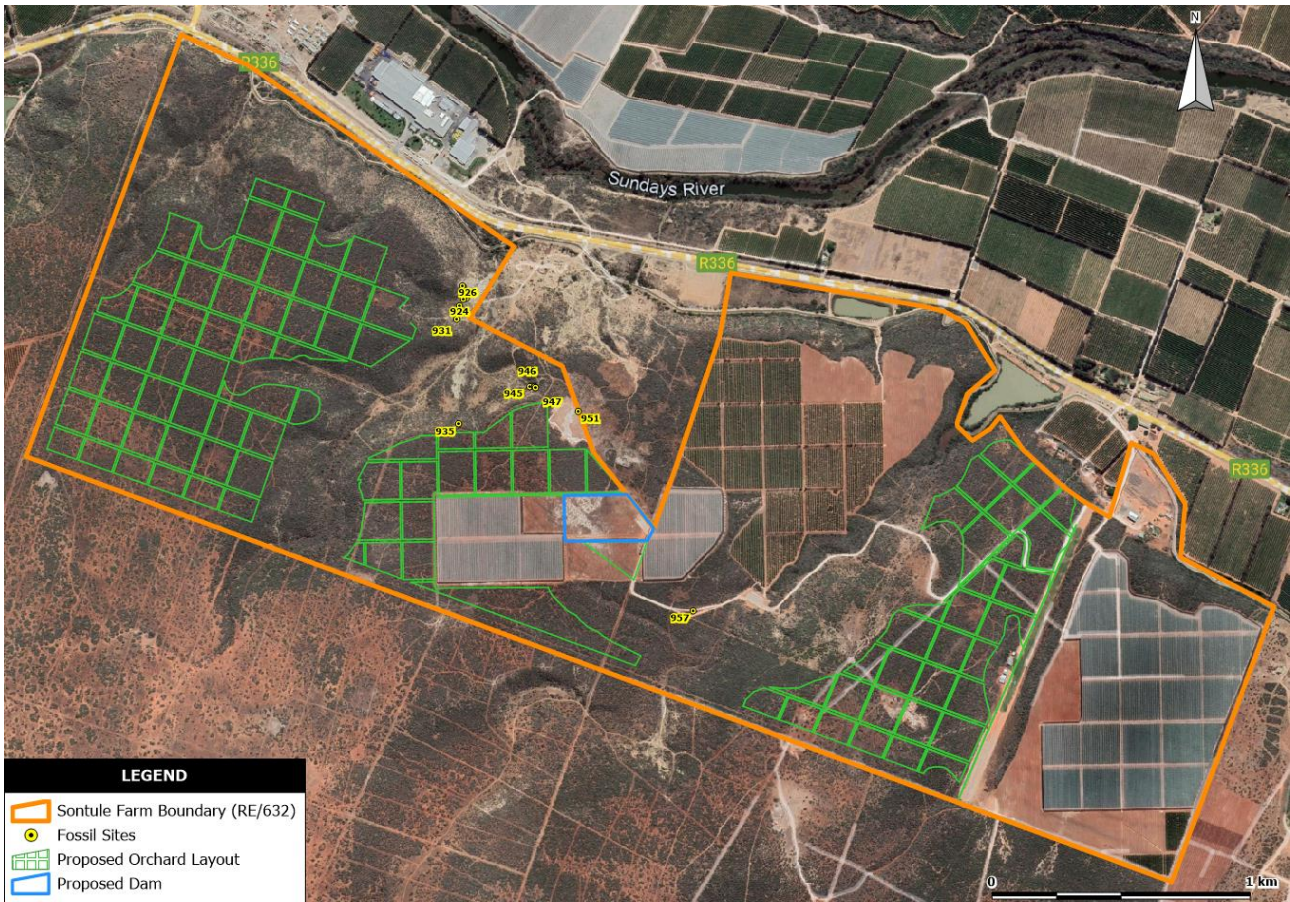 N
R336
Sundays River
R336
926
924
931
946
945
947
951
935
R336
957
LEGEND
Sontule Farm Boundary (RE/632)
Fossil Sites
Proposed Orchard Layout
Proposed Dam
0
1 km